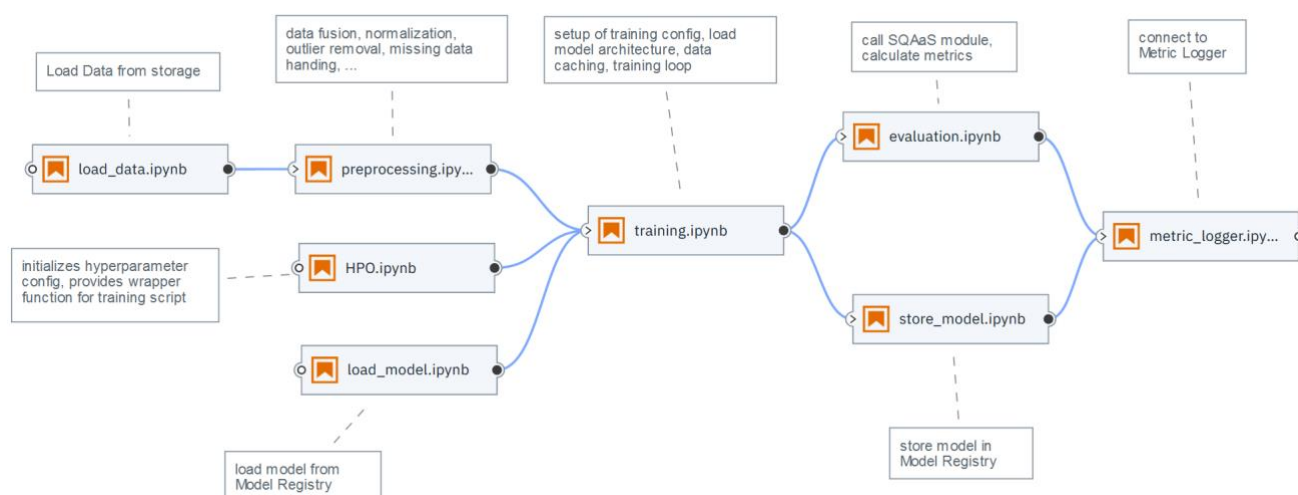 Load Data from storage
data fusion, normalization,
outlier removal, missing data
handing, ...
setup of training config, load
model architecture, data
caching, training loop
call SQAaS module,
calculate metrics
connect to
Metric Logger
load_data.ipynb
preprocessing.ipy...
evaluation.ipynb
training.ipynb
metric_logger.ipy...
initializes hyperparameter
config, provides wrapper
function for training script
HPO.ipynb
store_model.ipynb
load_model.ipynb
load model from
Model Registry
store model in
Model Registry